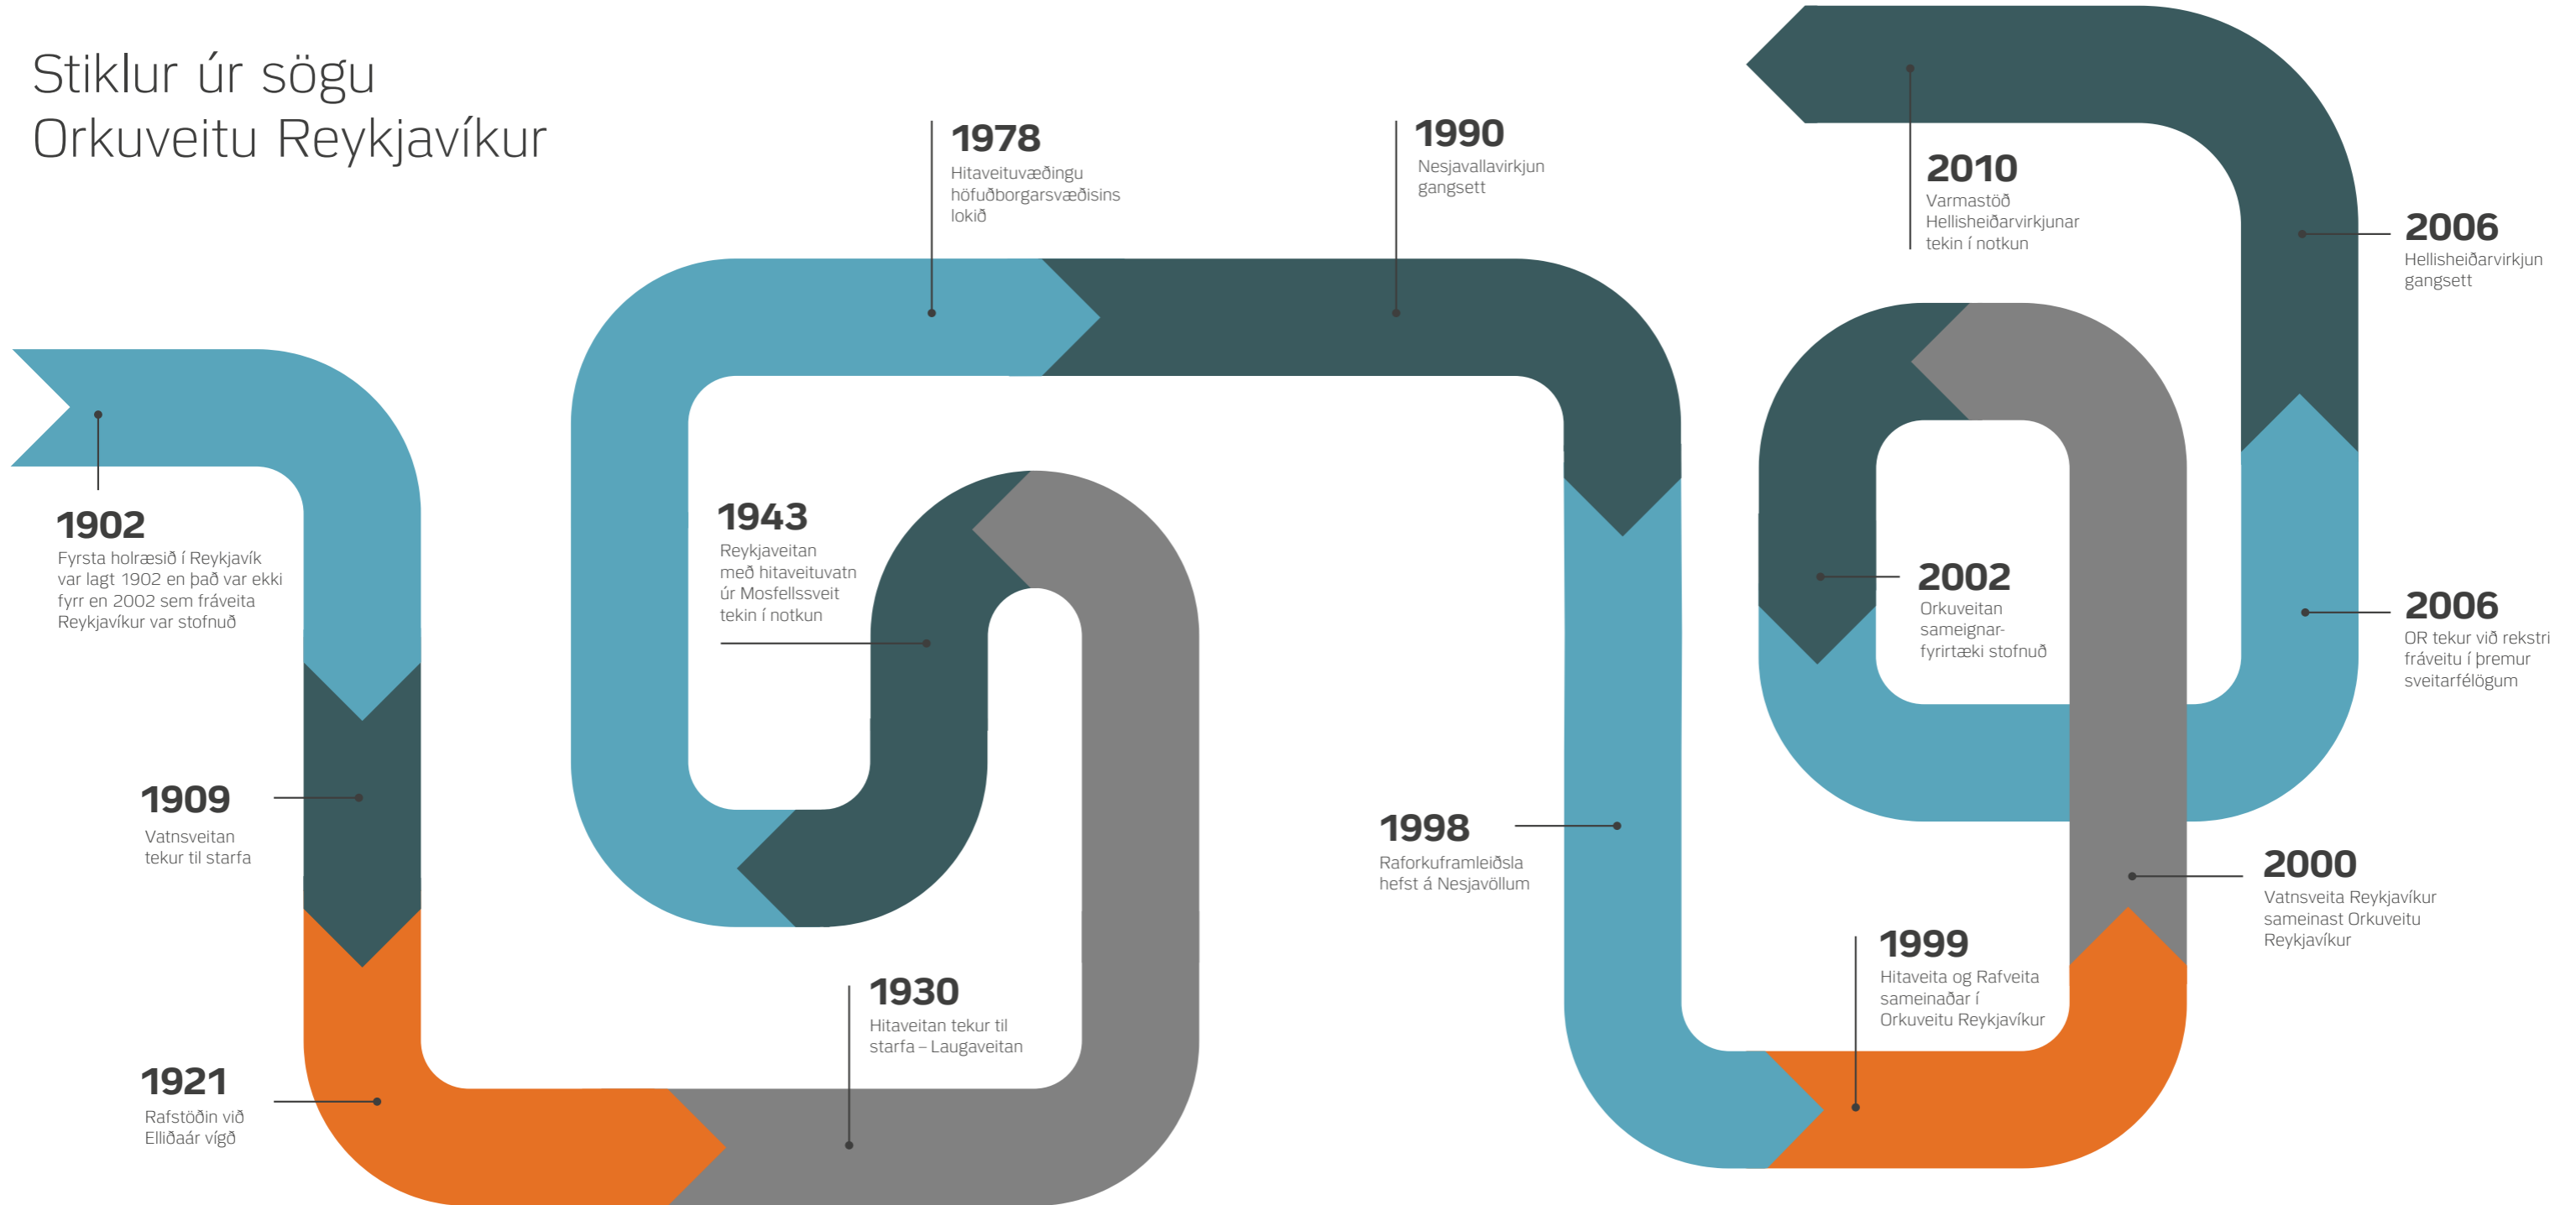 Stiklur úr sögu
Orkuveitu Reykjavíkur
1902
Fyrsta holræsið í Reykjavík
var lagt 1902 en það var ekki
fyrr en 2002 sem fráveita
Reykjavíkur var stofnuð
1909
Vatnsveitan
tekur til starfa
1921
Rafstöðin við
Elliðaár vígð
1930
Hitaveitan tekur til
starfa – Laugaveitan
1943
Reykjaveitan
með hitaveituvatn
úr Mosfellssveit
tekin í notkun
1978
Hitaveituvæðingu
höfuðborgarsvæðisins
lokið
1990
Nesjavallavirkjun
gangsett
1998
Raforkuframleiðsla
hefst á Nesjavöllum
1999
Hitaveita og Rafveita
sameinaðar í
Orkuveitu Reykjavíkur
2000
Vatnsveita Reykjavíkur
sameinast Orkuveitu
Reykjavíkur
2002
Orkuveitan
sameignar-
fyrirtæki stofnuð
2006
OR tekur við rekstri
fráveitu í þremur
sveitarfélögum
2006
Hellisheiðarvirkjun
gangsett
2010
Varmastöð
Hellisheiðarvirkjunar
tekin í notkun